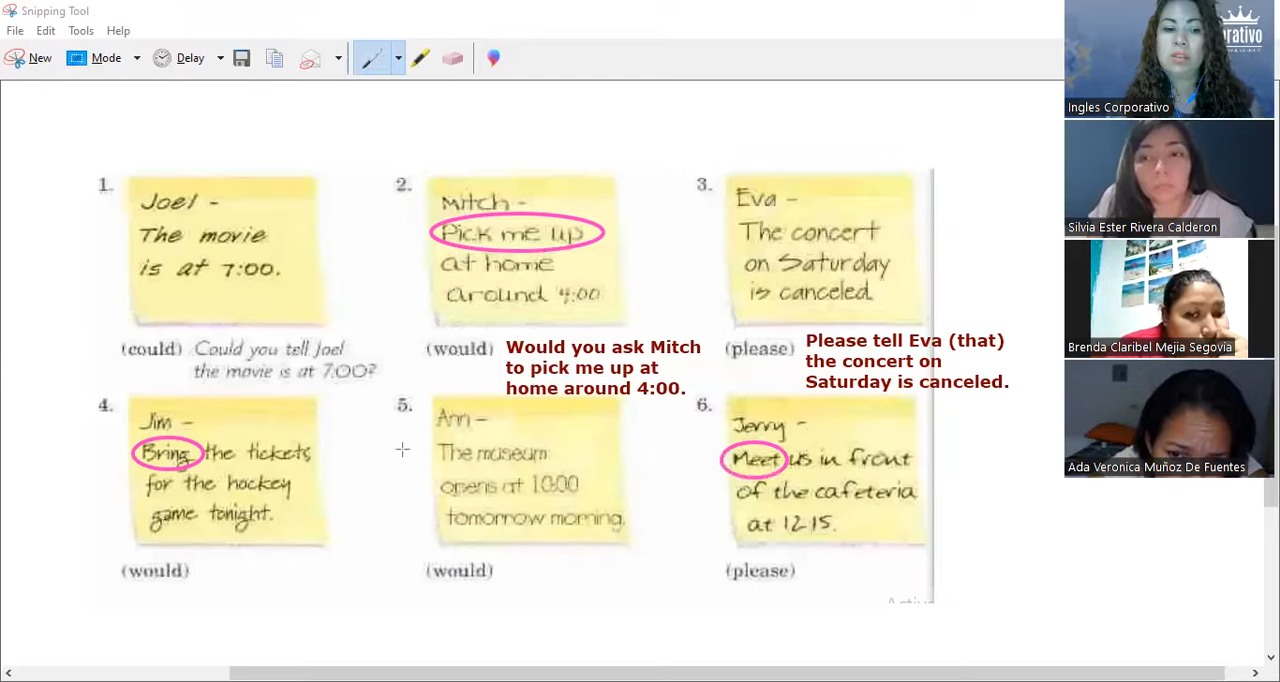 Snipping Tool
File Edit Tools Help
New Mode Delay
1.
Joel -
The movie
is at 7:00.
(could) Could you tell Joel
the movie is at 7:00?
2.
Mitch -
Pick me up
at home
around 4:00
(would) Would you ask Mitch
to pick me up at
home around 4:00.
3.
Eva -
The concert
on Saturday
is canceled.
(please) Please tell Eva (that)
the concert on
Saturday is canceled.
4.
Jim -
Bring the tickets
for the hockey
game tonight.
(would)
5.
Ann -
The museum
opens at 10:00
tomorrow morning.
(would)
6.
Jerry -
Meet us in front
of the cafeteria
at 12:15.
(please)
orativo
Ingles Corporativo
Silvia Ester Rivera Calderon
Brenda Claribel Mejia Segovia
Ada Veronica Muñoz De Fuentes